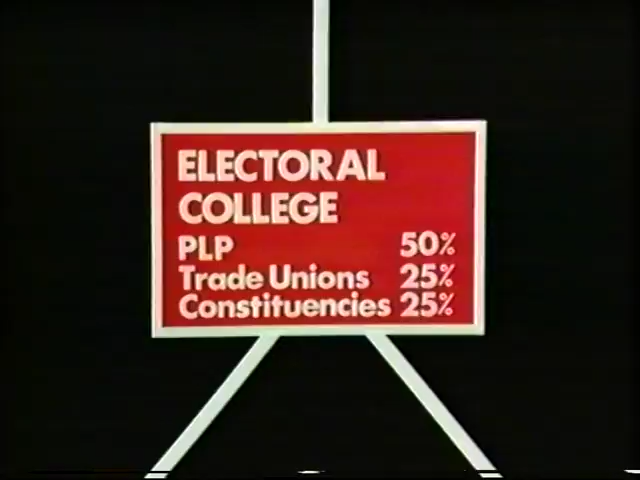 ELECTORAL
COLLEGE
PLP 50%
Trade Unions 25%
Constituencies 25%